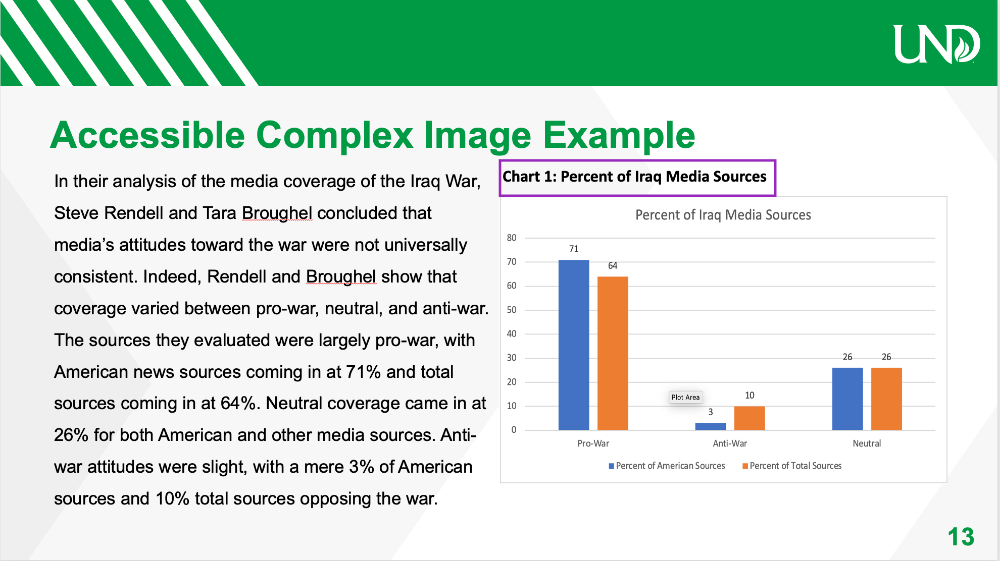 UND
Accessible Complex Image Example
In their analysis of the media coverage of the Iraq War,
Steve Rendell and Tara Broughel concluded that
media’s attitudes toward the war were not universally
consistent. Indeed, Rendell and Broughel show that
coverage varied between pro-war, neutral, and anti-war.
The sources they evaluated were largely pro-war, with
American news sources coming in at 71% and total
sources coming in at 64%. Neutral coverage came in at
26% for both American and other media sources. Anti-
war attitudes were slight, with a mere 3% of American
sources and 10% total sources opposing the war.
Chart 1: Percent of Iraq Media Sources
Percent of Iraq Media Sources
80
70
60
50
40
30
20
10
0
71
64
3
10
26
26
Plot Area
Pro-War
Anti-War
Neutral
Percent of American Sources
Percent of Total Sources
13